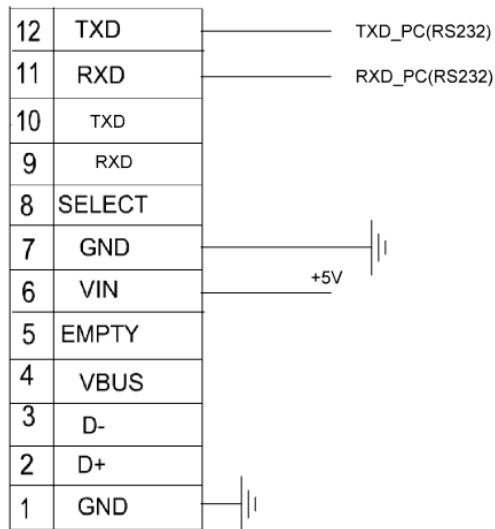 12 TXD TXD_PC(RS232)
11 RXD RXD_PC(RS232)
10 TXD
9 RXD
8 SELECT
7 GND
6 VIN +5V
5 EMPTY
4 VBUS
3 D-
2 D+
1 GND